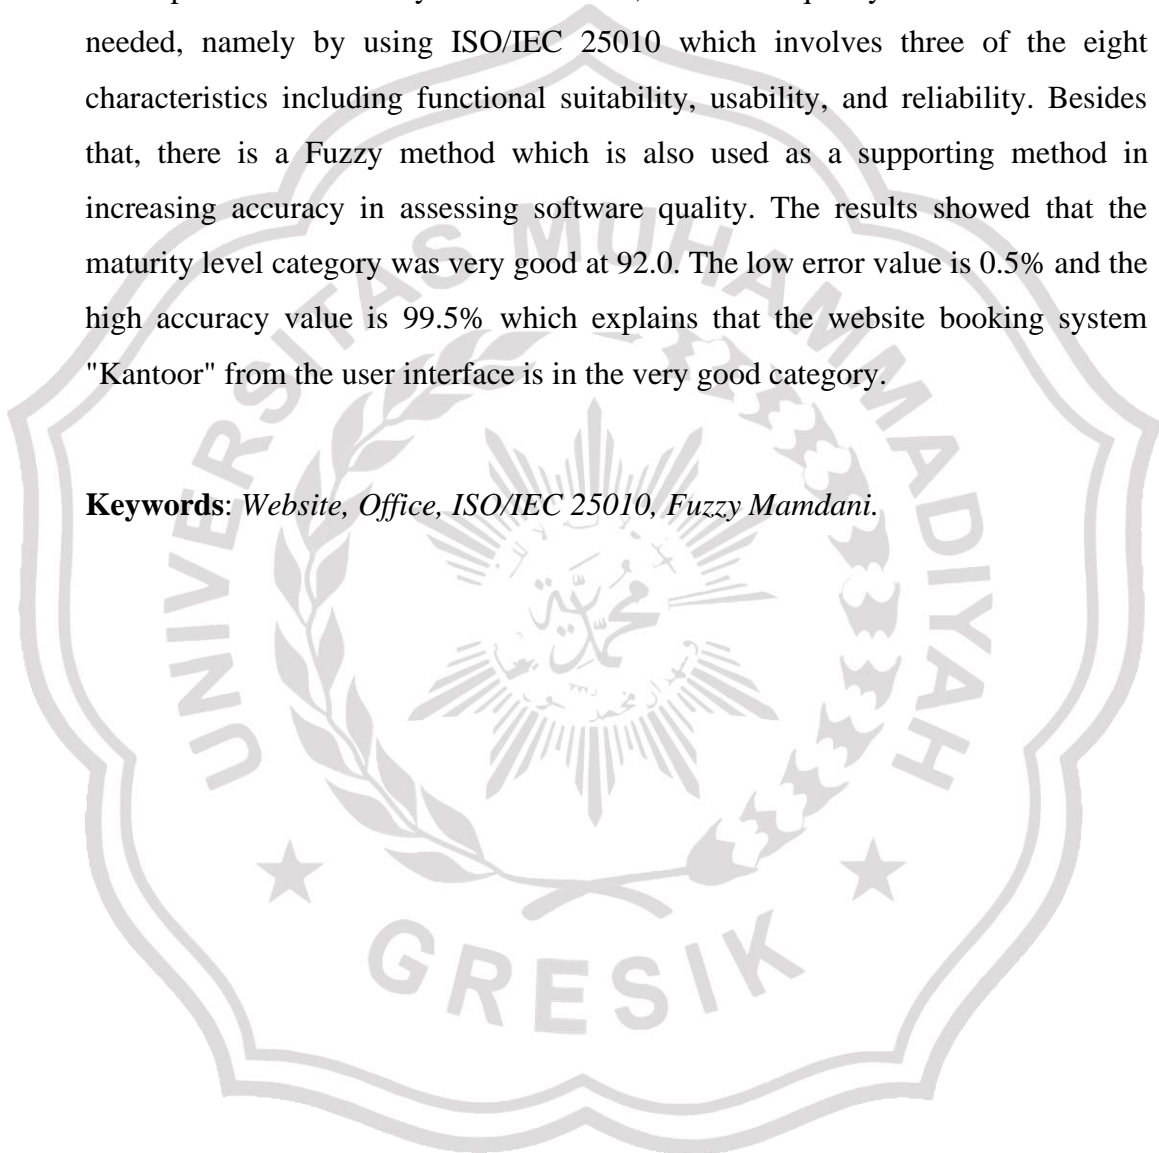 needed, namely by using ISO/IEC 25010 which involves three of the eight
characteristics including functional suitability, usability, and reliability. Besides
that, there is a Fuzzy method which is also used as a supporting method in
increasing accuracy in assessing software quality. The results showed that the
maturity level category was very good at 92.0. The low error value is 0.5% and the
high accuracy value is 99.5% which explains that the website booking system
"Kantoor" from the user interface is in the very good category.
Keywords: Website, Office, ISO/IEC 25010, Fuzzy Mamdani.
UNIVERSITAS MUHAMMADIYAH
GRESIK
محمدية